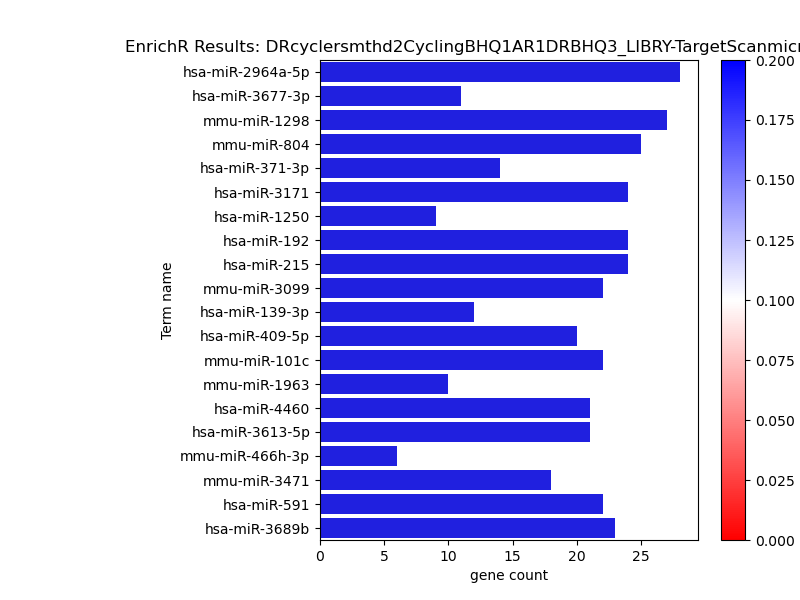 EnrichR Results: DRcyclersmthd2CyclingBHQ1AR1DRBHQ3_LIBRY-TargetScanmicr
hsa-miR-2964a-5p
hsa-miR-3677-3p
mmu-miR-1298
mmu-miR-804
hsa-miR-371-3p
hsa-miR-3171
hsa-miR-1250
hsa-miR-192
hsa-miR-215
mmu-miR-3099
hsa-miR-139-3p
hsa-miR-409-5p
mmu-miR-101c
mmu-miR-1963
hsa-miR-4460
hsa-miR-3613-5p
mmu-miR-466h-3p
mmu-miR-3471
hsa-miR-591
hsa-miR-3689b
Term name
0 5 10 15 20 25
gene count
0.200
0.175
0.150
0.125
0.100
0.075
0.050
0.025
0.000